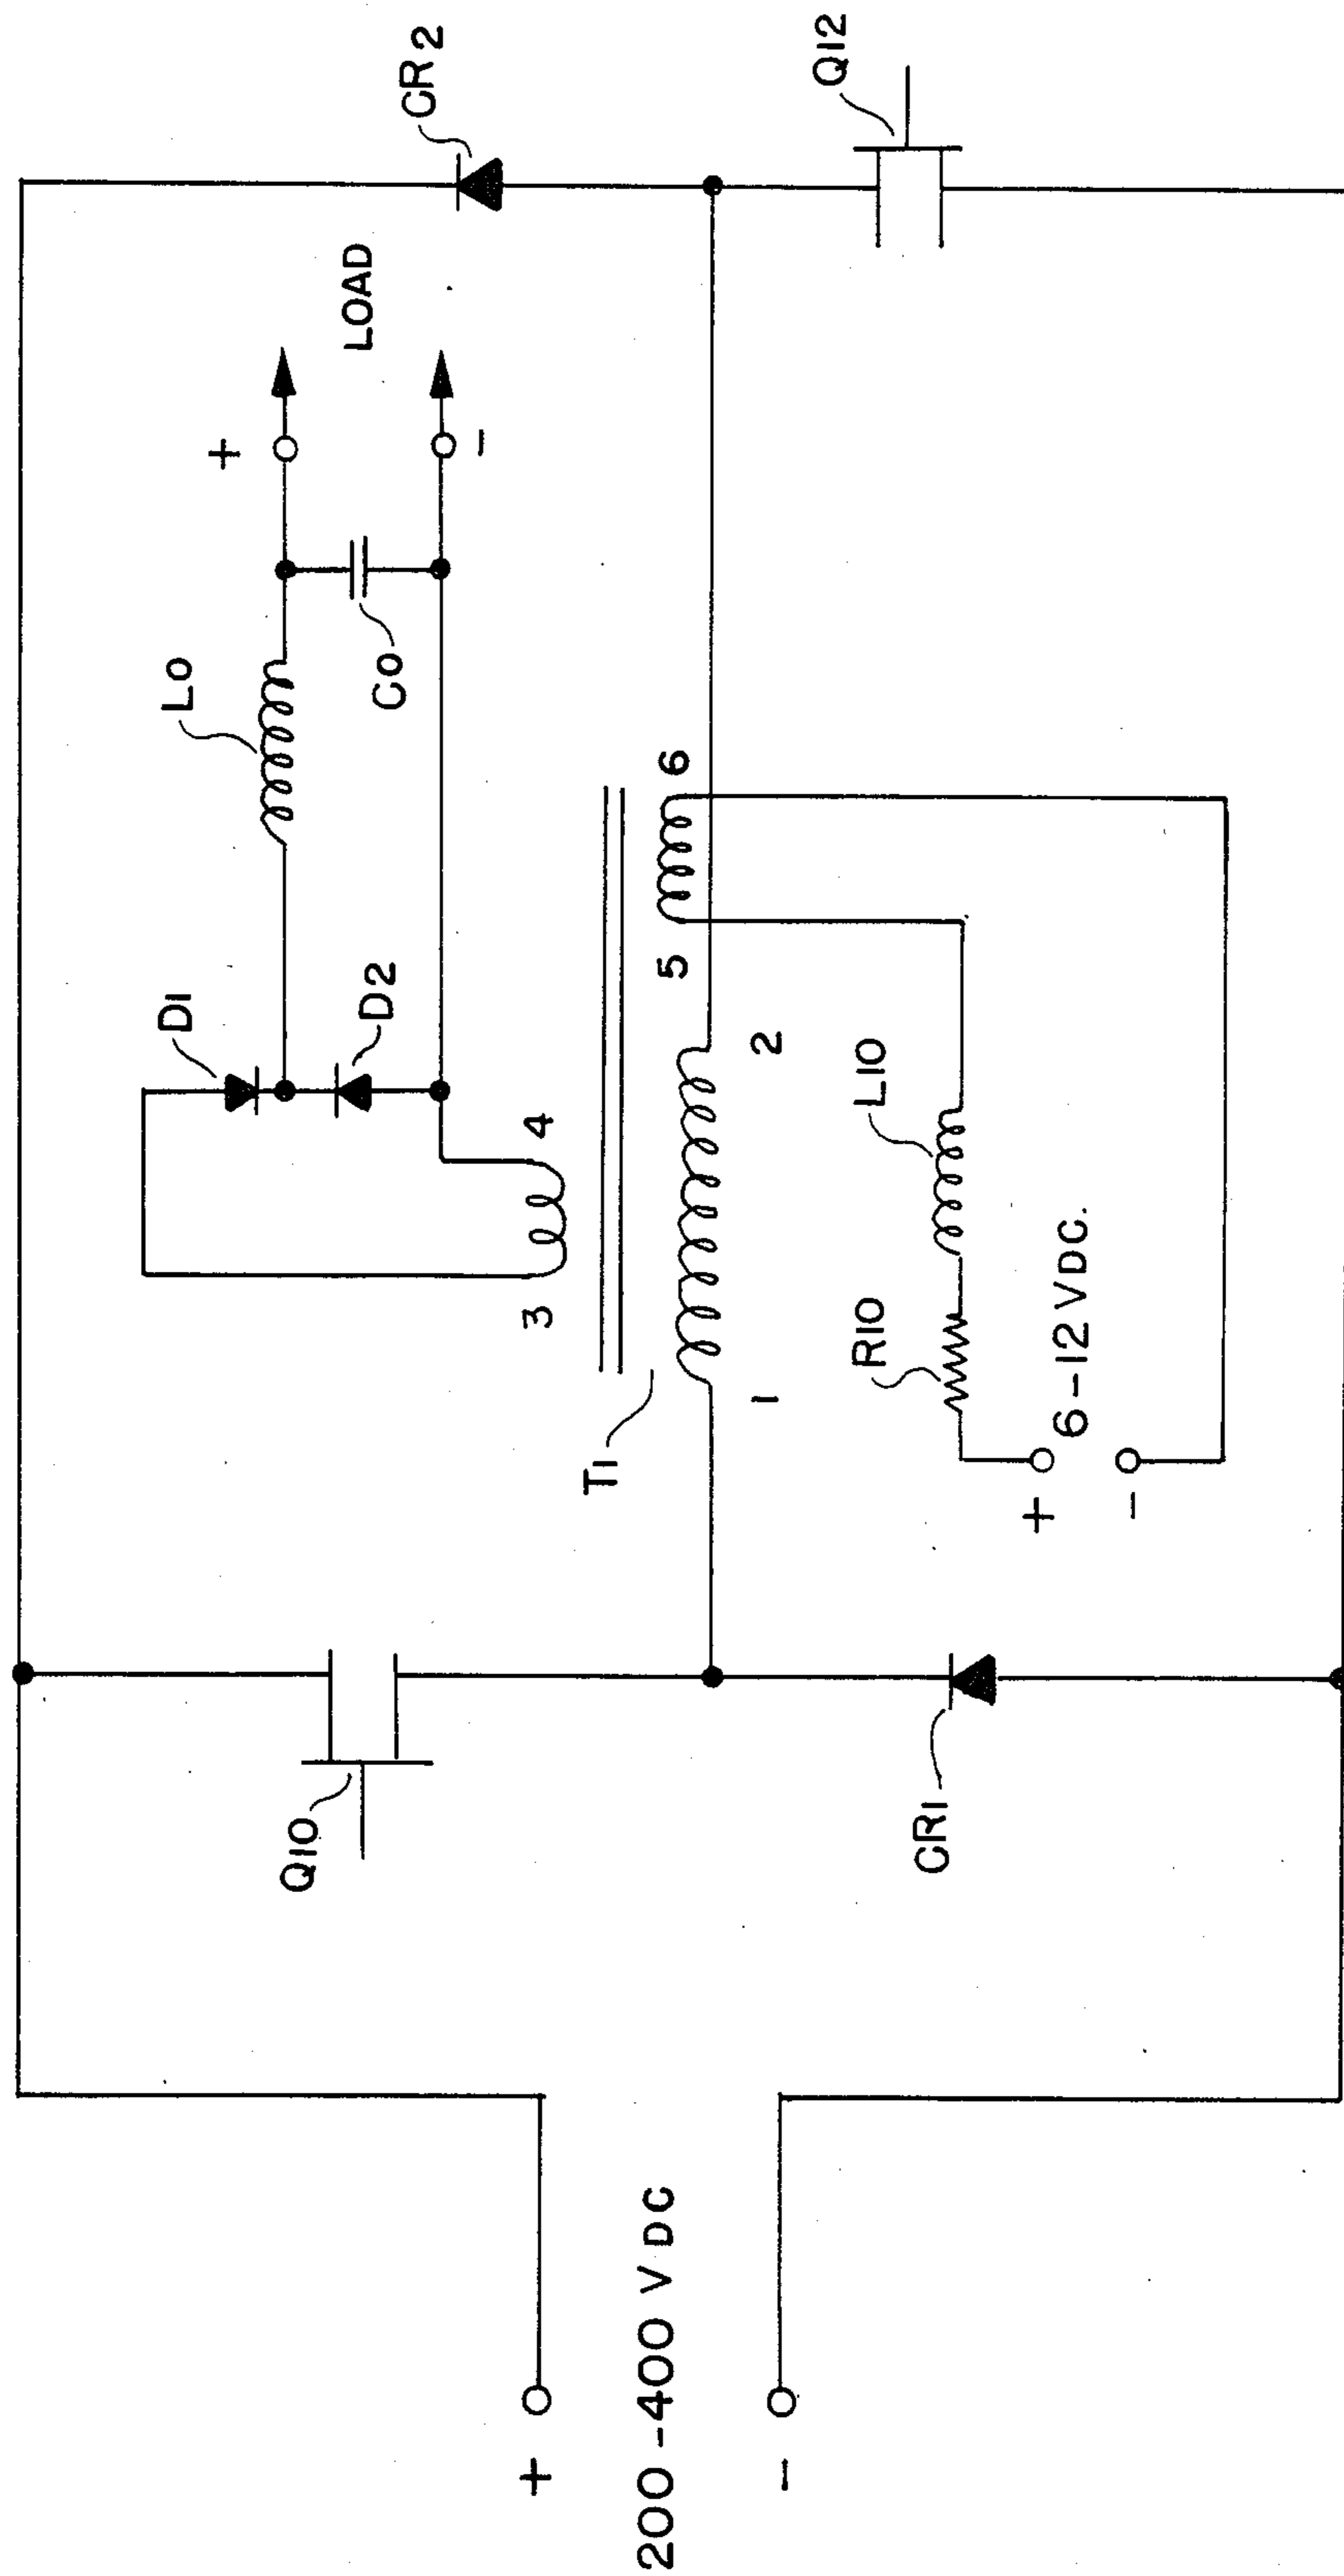 CR2
LOAD
+
-
Q12
LO
CO
D1
D2
3
4
T1
1
2
5
6
L10
R10
6-12 VDC.
+
-
Q10
CR1
+
200-400 V DC
-